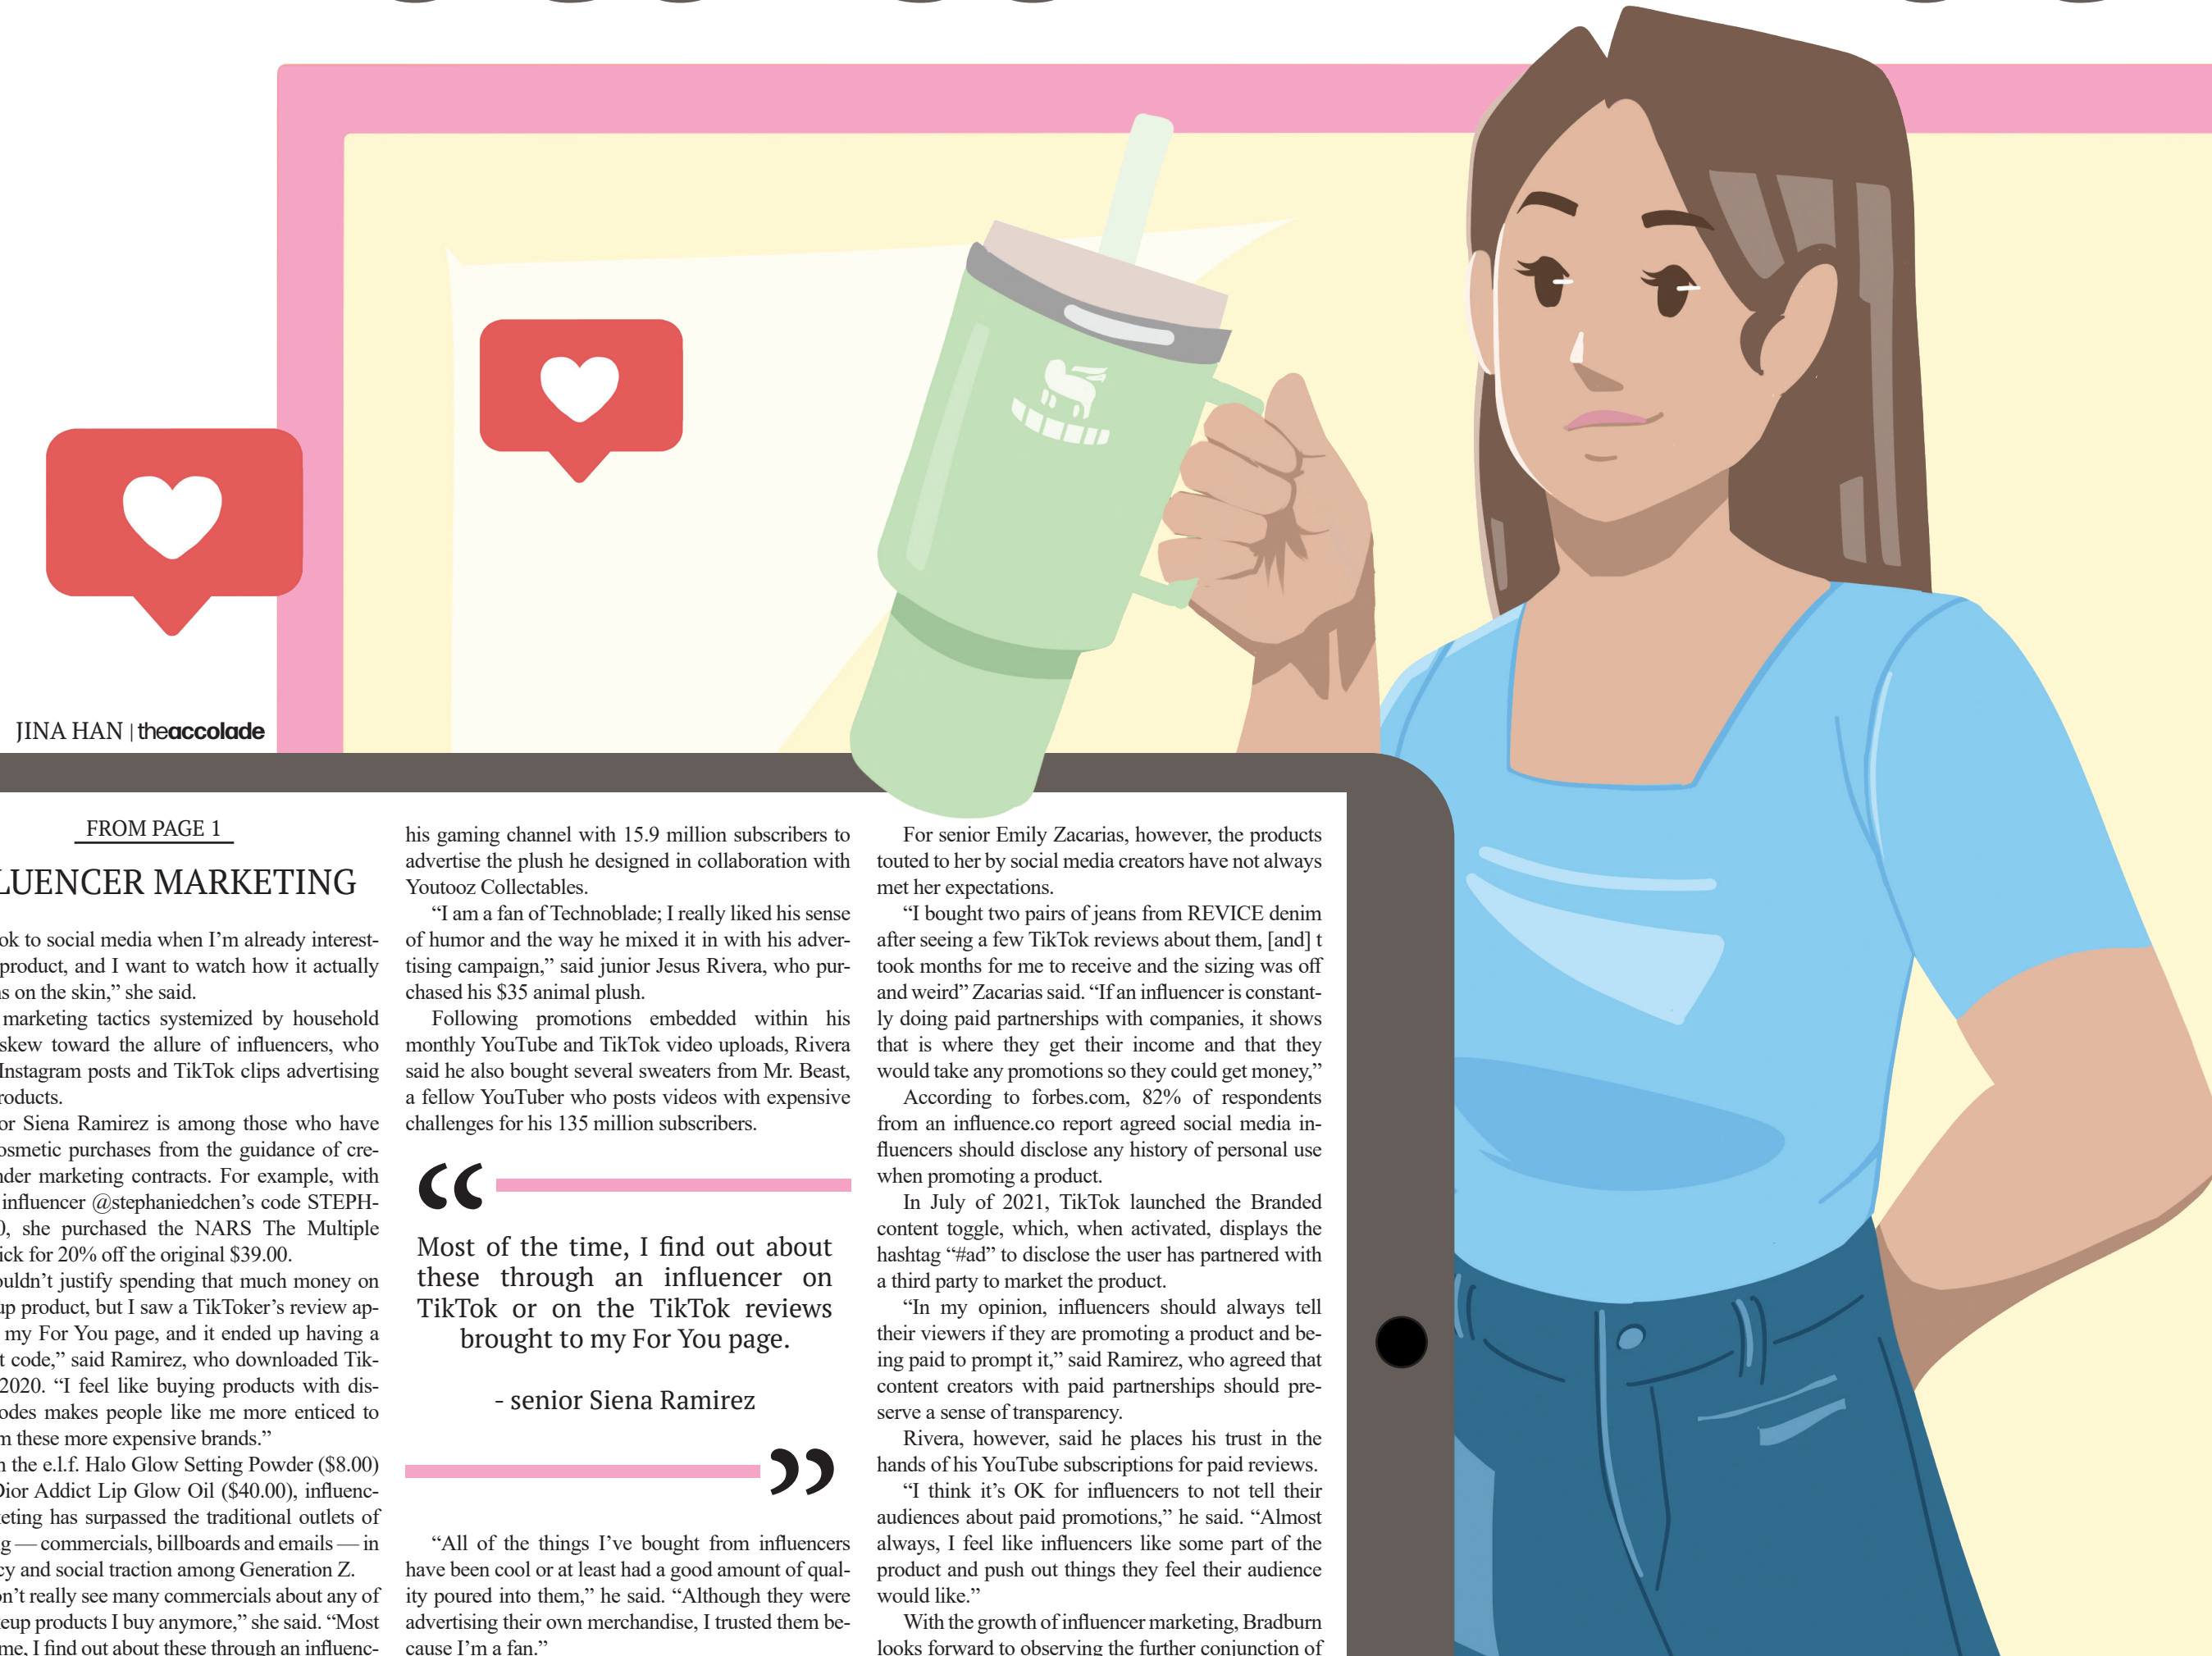 JINA HAN | theaccolade
FROM PAGE 1
LUENCER MARKETING
ok to social media when I'm already interest-
product, and I want to watch how it actually
s on the skin,” she said.
marketing tactics systemized by household
skew toward the allure of influencers, who
Instagram posts and TikTok clips advertising
roducts.
or Siena Ramirez is among those who have
osmetic purchases from the guidance of cre-
nder marketing contracts. For example, with
influencer @stephaniedchen’s code STEPH-
0, she purchased the NARS The Multiple
ick for 20% off the original $39.00.
ouldn’t justify spending that much money on
up product, but I saw a TikToker’s review ap-
my For You page, and it ended up having a
t code,” said Ramirez, who downloaded Tik-
2020. “I feel like buying products with dis-
odes makes people like me more enticed to
m these more expensive brands.”
n the e.l.f. Halo Glow Setting Powder ($8.00)
Dior Addict Lip Glow Oil ($40.00), influenc-
keting has surpassed the traditional outlets of
g — commercials, billboards and emails — in
cy and social traction among Generation Z.
on’t really see many commercials about any of
keup products I buy anymore,” she said. “Most
me, I find out about these through an influenc-
his gaming channel with 15.9 million subscribers to
advertise the plush he designed in collaboration with
Youtooz Collectables.
“I am a fan of Technoblade; I really liked his sense
of humor and the way he mixed it in with his adver-
tising campaign,” said junior Jesus Rivera, who pur-
chased his $35 animal plush.
Following promotions embedded within his
monthly YouTube and TikTok video uploads, Rivera
said he also bought several sweaters from Mr. Beast,
a fellow YouTuber who posts videos with expensive
challenges for his 135 million subscribers.
“
Most of the time, I find out about
these through an influencer on
TikTok or on the TikTok reviews
brought to my For You page.
- senior Siena Ramirez
”
“All of the things I’ve bought from influencers
have been cool or at least had a good amount of qual-
ity poured into them,” he said. “Although they were
advertising their own merchandise, I trusted them be-
cause I’m a fan.”
For senior Emily Zacarias, however, the products
touted to her by social media creators have not always
met her expectations.
“I bought two pairs of jeans from REVICE denim
after seeing a few TikTok reviews about them, [and] t
took months for me to receive and the sizing was off
and weird” Zacarias said. “If an influencer is constant-
ly doing paid partnerships with companies, it shows
that is where they get their income and that they
would take any promotions so they could get money,”
According to forbes.com, 82% of respondents
from an influence.co report agreed social media in-
fluencers should disclose any history of personal use
when promoting a product.
In July of 2021, TikTok launched the Branded
content toggle, which, when activated, displays the
hashtag “#ad” to disclose the user has partnered with
a third party to market the product.
“In my opinion, influencers should always tell
their viewers if they are promoting a product and be-
ing paid to prompt it,” said Ramirez, who agreed that
content creators with paid partnerships should pre-
serve a sense of transparency.
Rivera, however, said he places his trust in the
hands of his YouTube subscriptions for paid reviews.
“I think it’s OK for influencers to not tell their
audiences about paid promotions,” he said. “Almost
always, I feel like influencers like some part of the
product and push out things they feel their audience
would like.”
With the growth of influencer marketing, Bradburn
looks forward to observing the further conjunction of